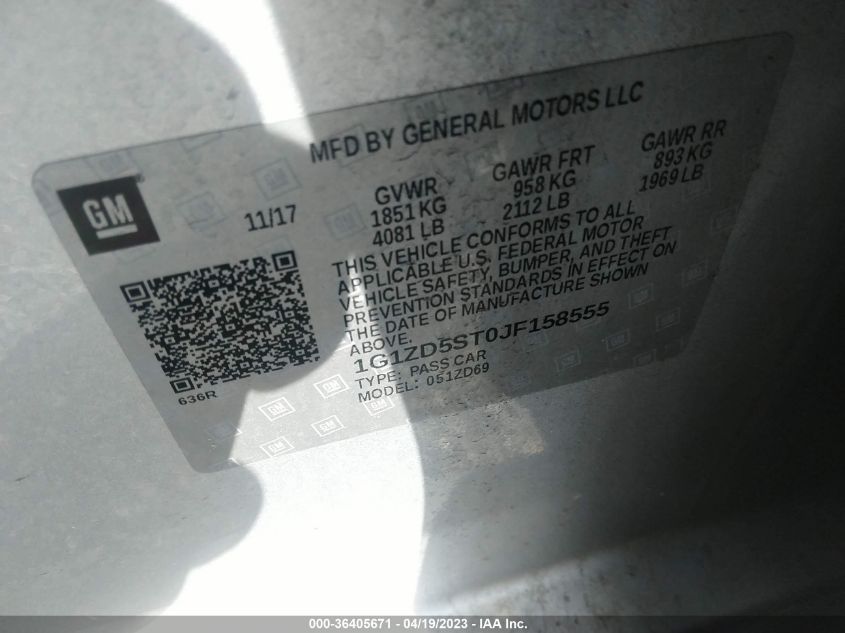 MFD BY GENERAL MOTORS LLC
GM
11/17
GVWR
1851 KG
4081 LB
GAWR FRT
958 KG
2112 LB
GAWR RR
893 KG
1969 LB
THIS VEHICLE CONFORMS TO ALL
APPLICABLE U.S. FEDERAL MOTOR
VEHICLE SAFETY, BUMPER, AND THEFT
PREVENTION STANDARDS IN EFFECT ON
THE DATE OF MANUFACTURE SHOWN
ABOVE.
1G1ZD5ST0JF158555
TYPE: PASS CAR
MODEL: 051ZD69
636R
000-36405671 - 04/19/2023 - IAA Inc.